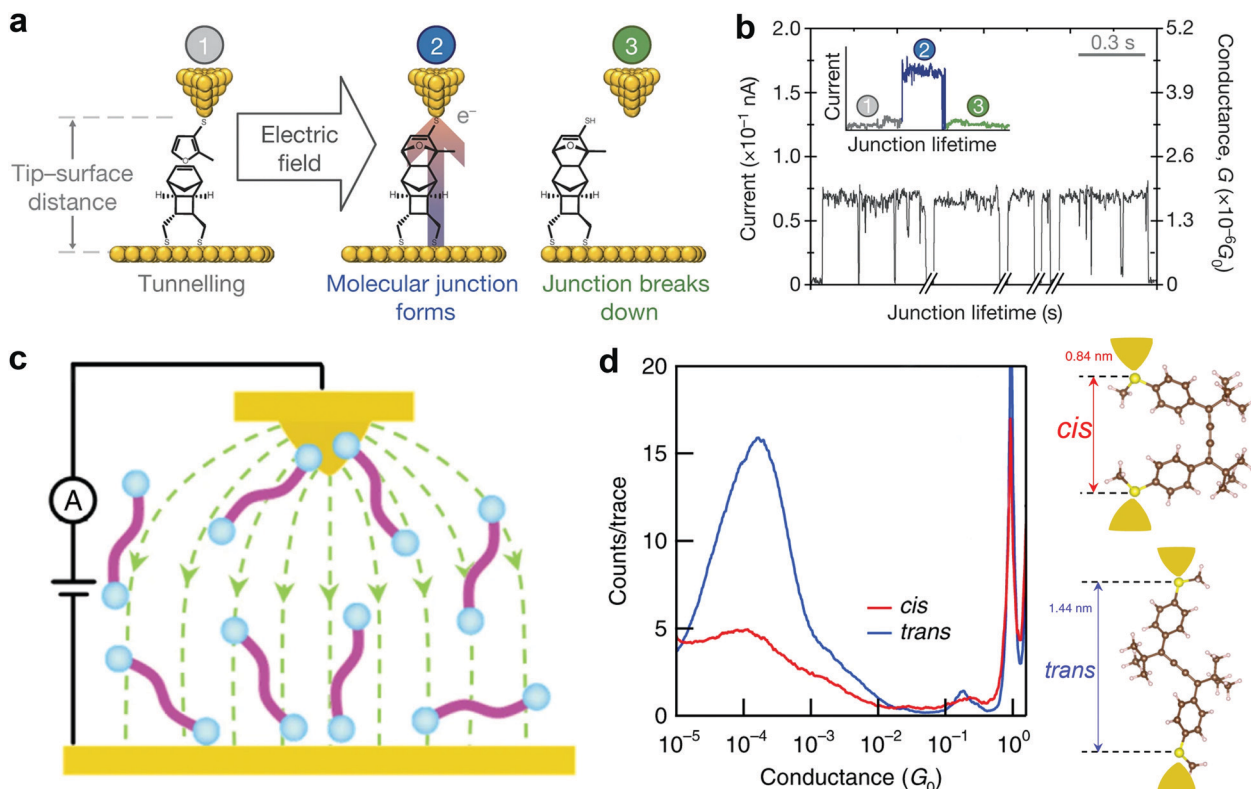 a
1
2
3
Tip–surface
distance
Electric
field
e⁻
S
O
H
H
S
S
S
O
H
H
S
S
SH
O
H
H
S
S
Tunnelling
Molecular junction
forms
Junction breaks
down
b
2.0
1.5
1.0
0.5
0
Current (×10⁻¹ nA)
5.2
3.9
2.6
1.3
0
Conductance, G (×10⁻⁶G₀)
0.3 s
Current
1
2
3
Junction lifetime
Junction lifetime (s)
c
A
d
20
15
10
5
0
Counts/trace
cis
trans
10⁻⁵
10⁻⁴
10⁻³
10⁻²
10⁻¹
10⁰
Conductance (G₀)
0.84 nm
cis
1.44 nm
trans